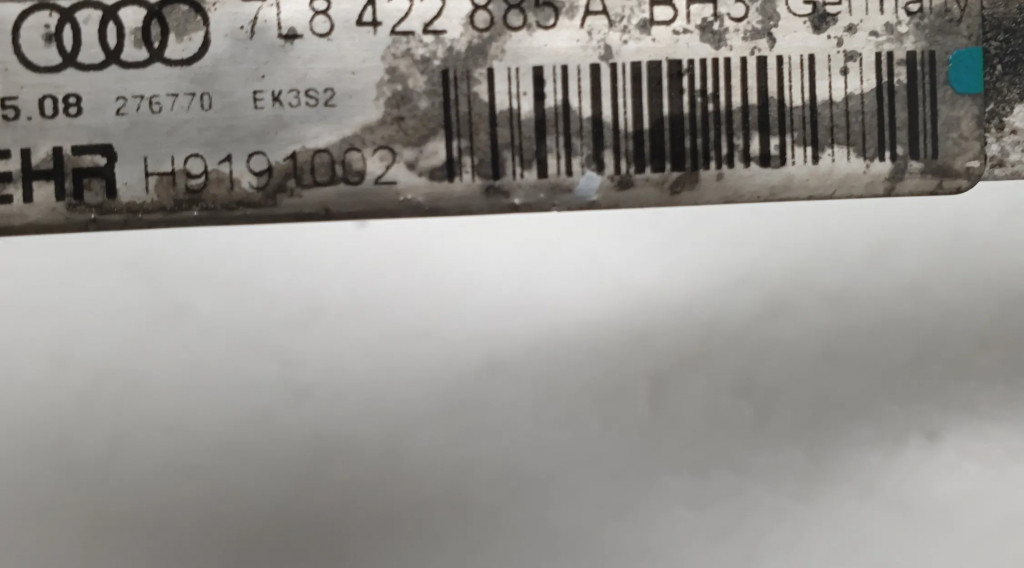 7L8 422 885 A BH3 Germany
5.08 276770 EK3S2
EHR H9191002